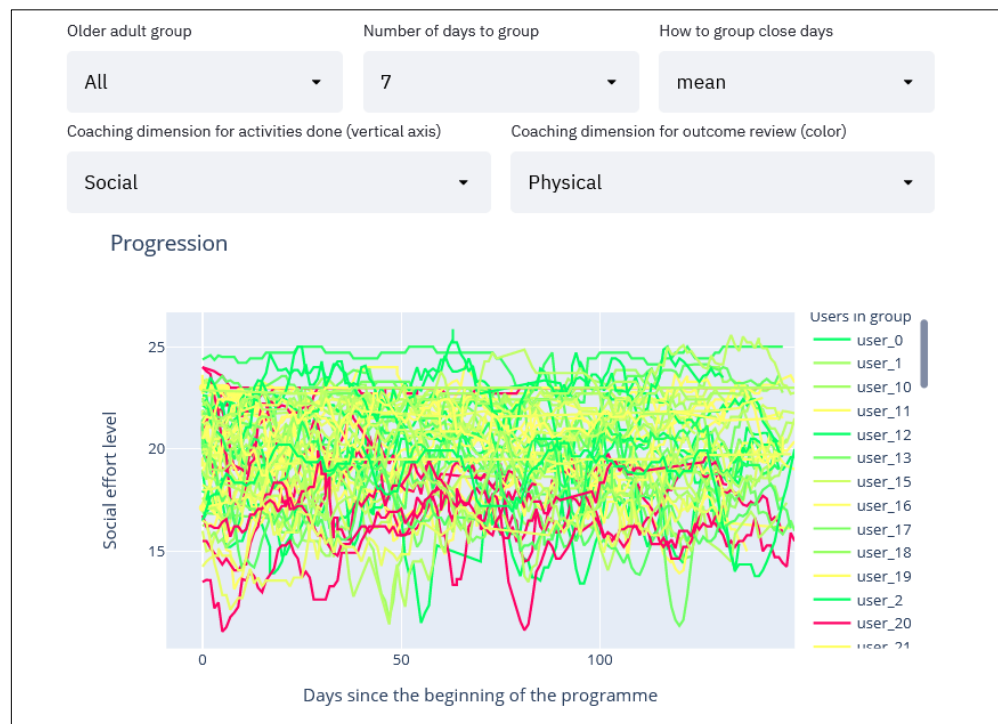 Older adult group Number of days to group How to group close days
All 7 mean
Coaching dimension for activities done (vertical axis) Coaching dimension for outcome review (color)
Social Physical
Progression
Users in group
25
user_0
user_1
user_10
user_11
20
user_12
user_13
user_15
user_16
15
user_17
user_18
user_19
user_2
user_20
user_21
Social effort level
0 50 100
Days since the beginning of the programme